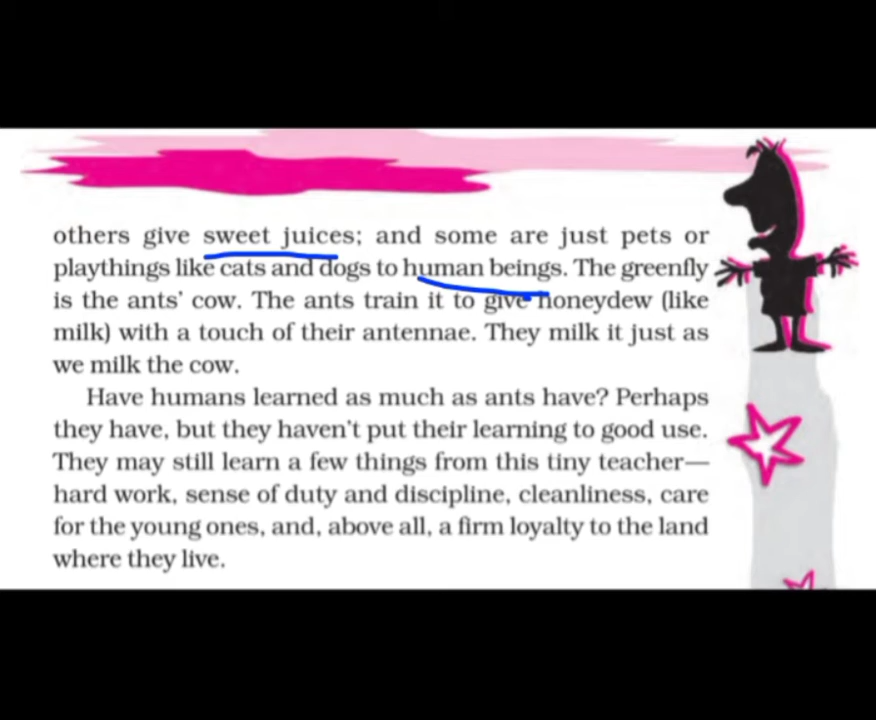 others give sweet juices; and some are just pets or
playthings like cats and dogs to human beings. The greenfly
is the ants' cow. The ants train it to give honeydew (like
milk) with a touch of their antennae. They milk it just as
we milk the cow.
Have humans learned as much as ants have? Perhaps
they have, but they haven't put their learning to good use.
They may still learn a few things from this tiny teacher—
hard work, sense of duty and discipline, cleanliness, care
for the young ones, and, above all, a firm loyalty to the land
where they live.